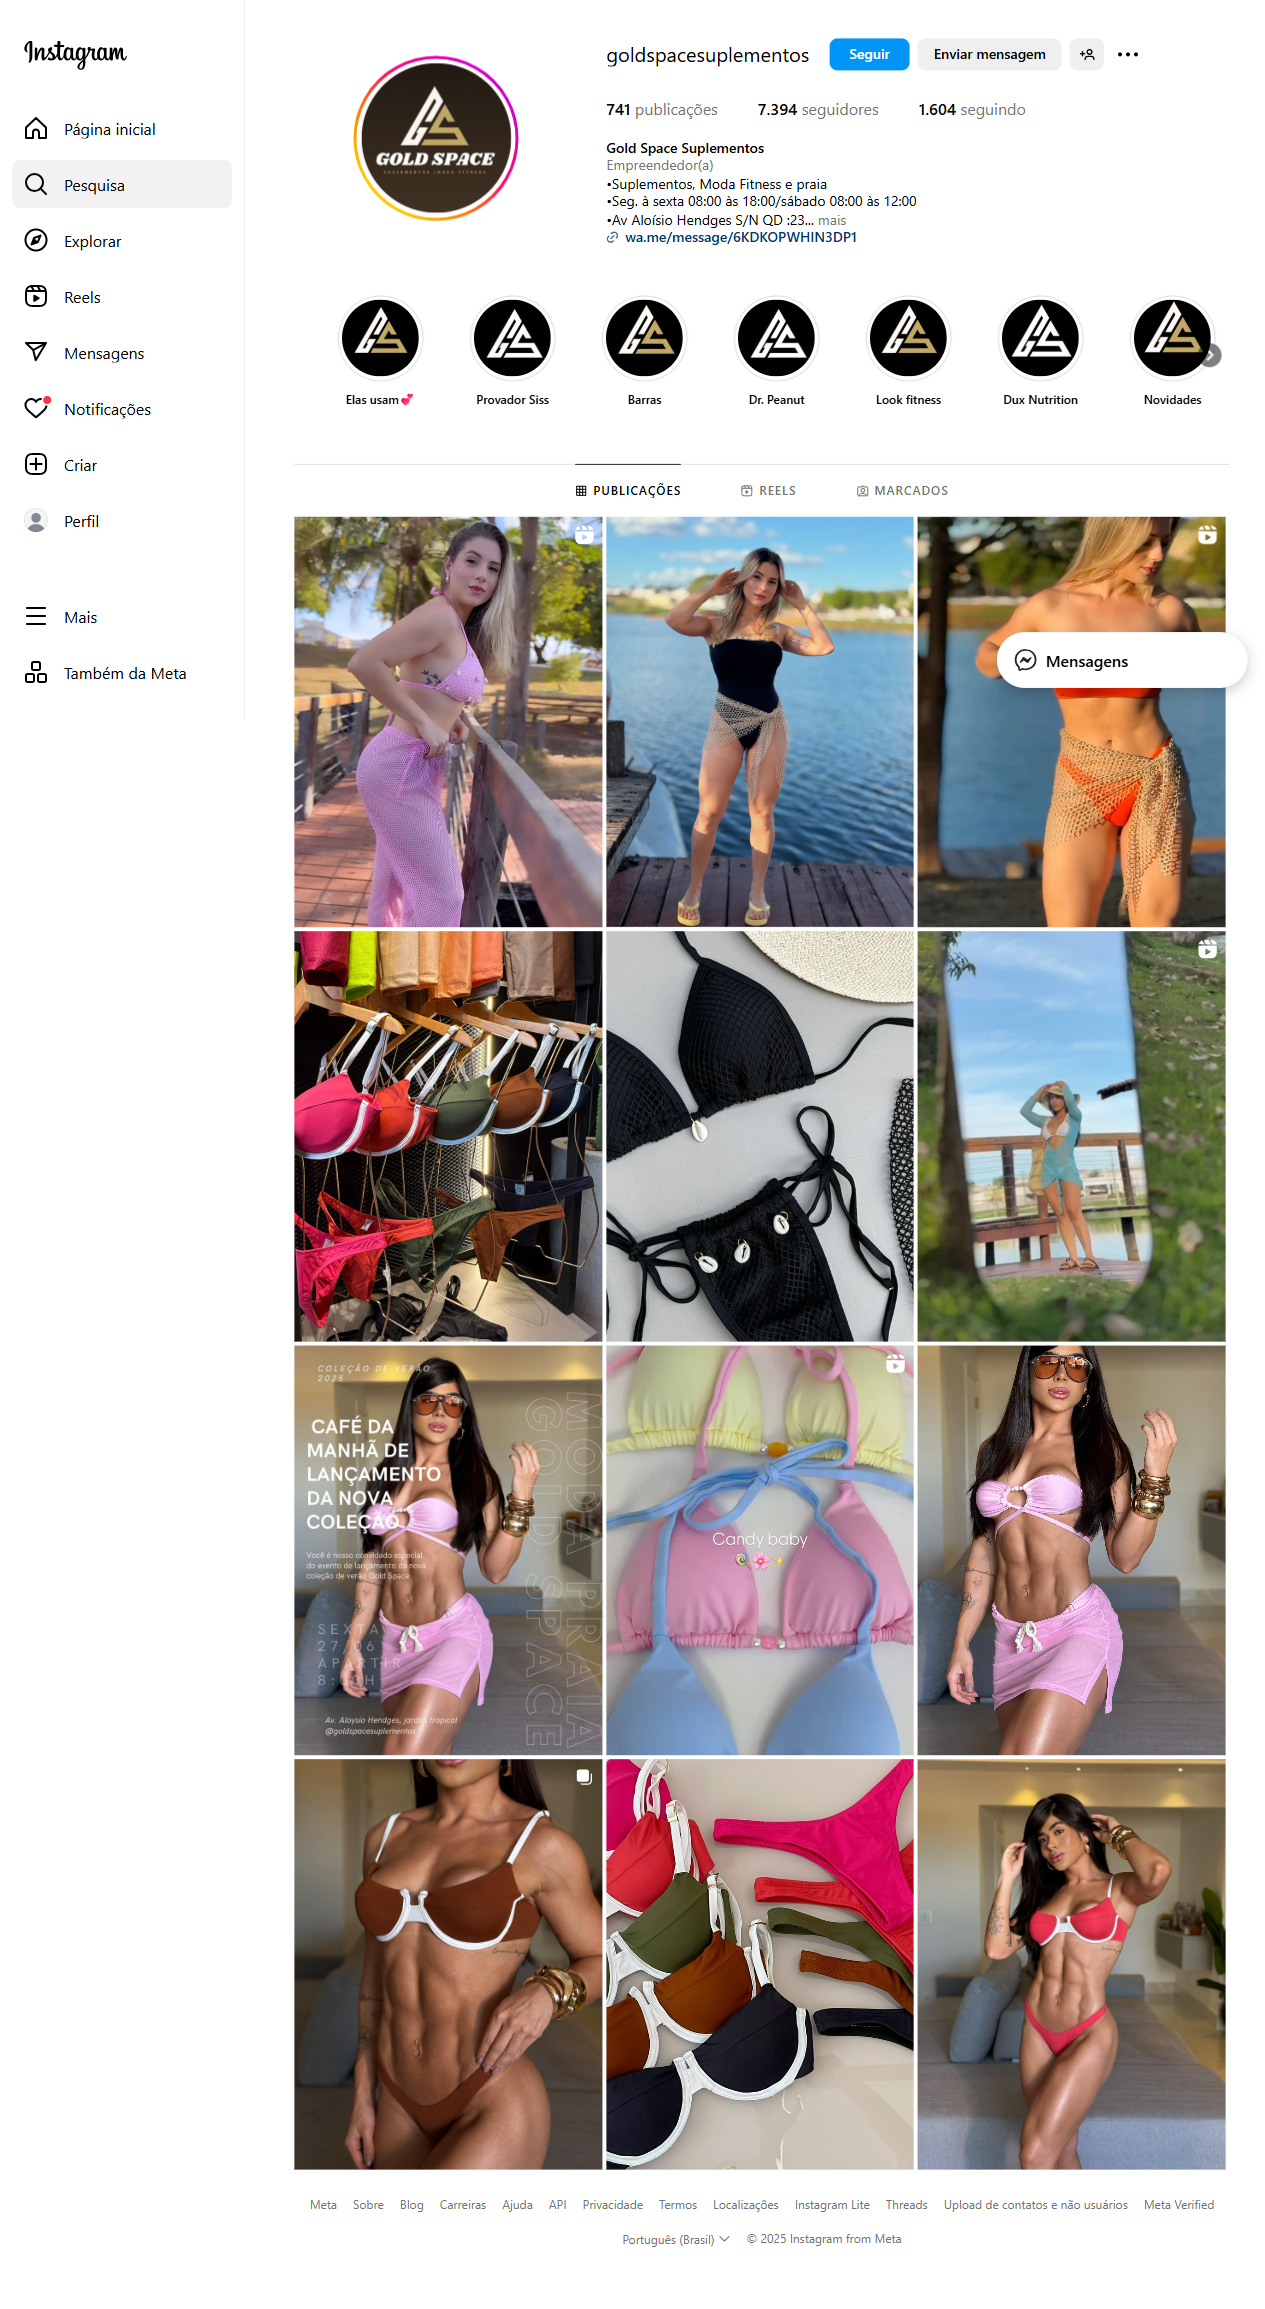 Instagram
Página inicial
Pesquisa
Explorar
Reels
Mensagens
Notificações
Criar
Perfil
Mais
Também da Meta
goldspacesuplementos
Seguir
Enviar mensagem
741 publicações
7.394 seguidores
1.604 seguindo
Gold Space Suplementos
Empreendedor(a)
•Suplementos, Moda Fitness e praia
•Seg. à sexta 08:00 às 18:00/sábado 08:00 às 12:00
•Av Aloísio Hendges S/N QD :23... mais
wa.me/message/6KDKOPWHIN3DP1
GS
GOLD SPACE
SUPLEMENTOS |MODA FITNESS
Elas usam💕
Provador Siss
Barras
Dr. Peanut
Look fitness
Dux Nutrition
Novidades
PUBLICAÇÕES
REELS
MARCADOS
Mensagens
COLEÇÃO DE VERÃO
2025
CAFÉ DA
MANHÃ DE
LANÇAMENTO
DA NOVA
COLEÇÃO
Você é nosso convidado especial
do evento de lançamento da nova
coleção de verão Gold Space
SEXTA
27/06
APARTIR
8:00H
Av. Aloysio Hendges, jardim tropical
@goldspacesuplementos
MODA PRAIA
GOLD SPACE
Candy baby
🍭🌸✨
Meta
Sobre
Blog
Carreiras
Ajuda
API
Privacidade
Termos
Localizações
Instagram Lite
Threads
Upload de contatos e não usuários
Meta Verified
Português (Brasil)
© 2025 Instagram from Meta